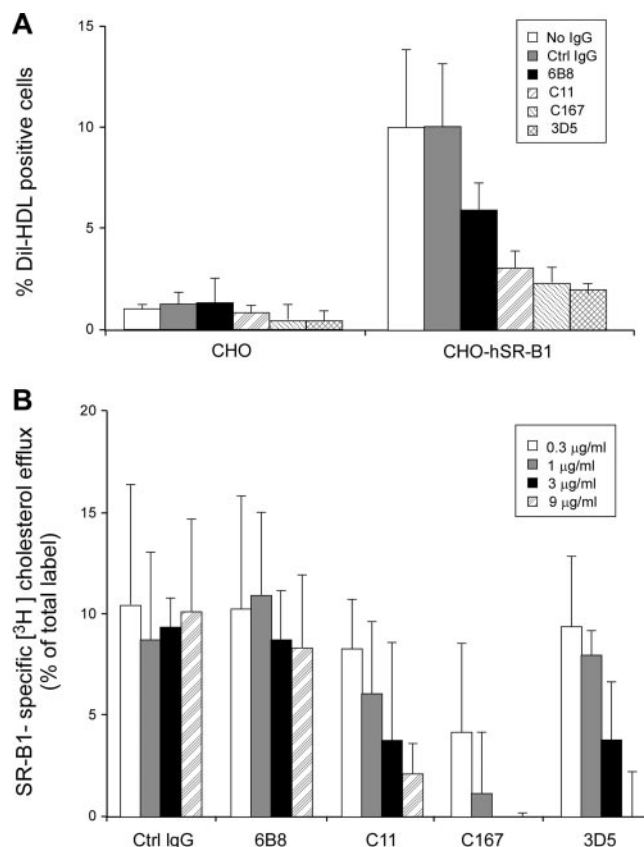 A
% Dil-HDL positive cells
15
10
5
0
No IgG
Ctrl IgG
6B8
C11
C167
3D5
CHO
CHO-hSR-B1
B
SR-B1- specific [³H] cholesterol efflux
(% of total label)
20
15
10
5
0
0.3 µg/ml
1 µg/ml
3 µg/ml
9 µg/ml
Ctrl IgG
6B8
C11
C167
3D5